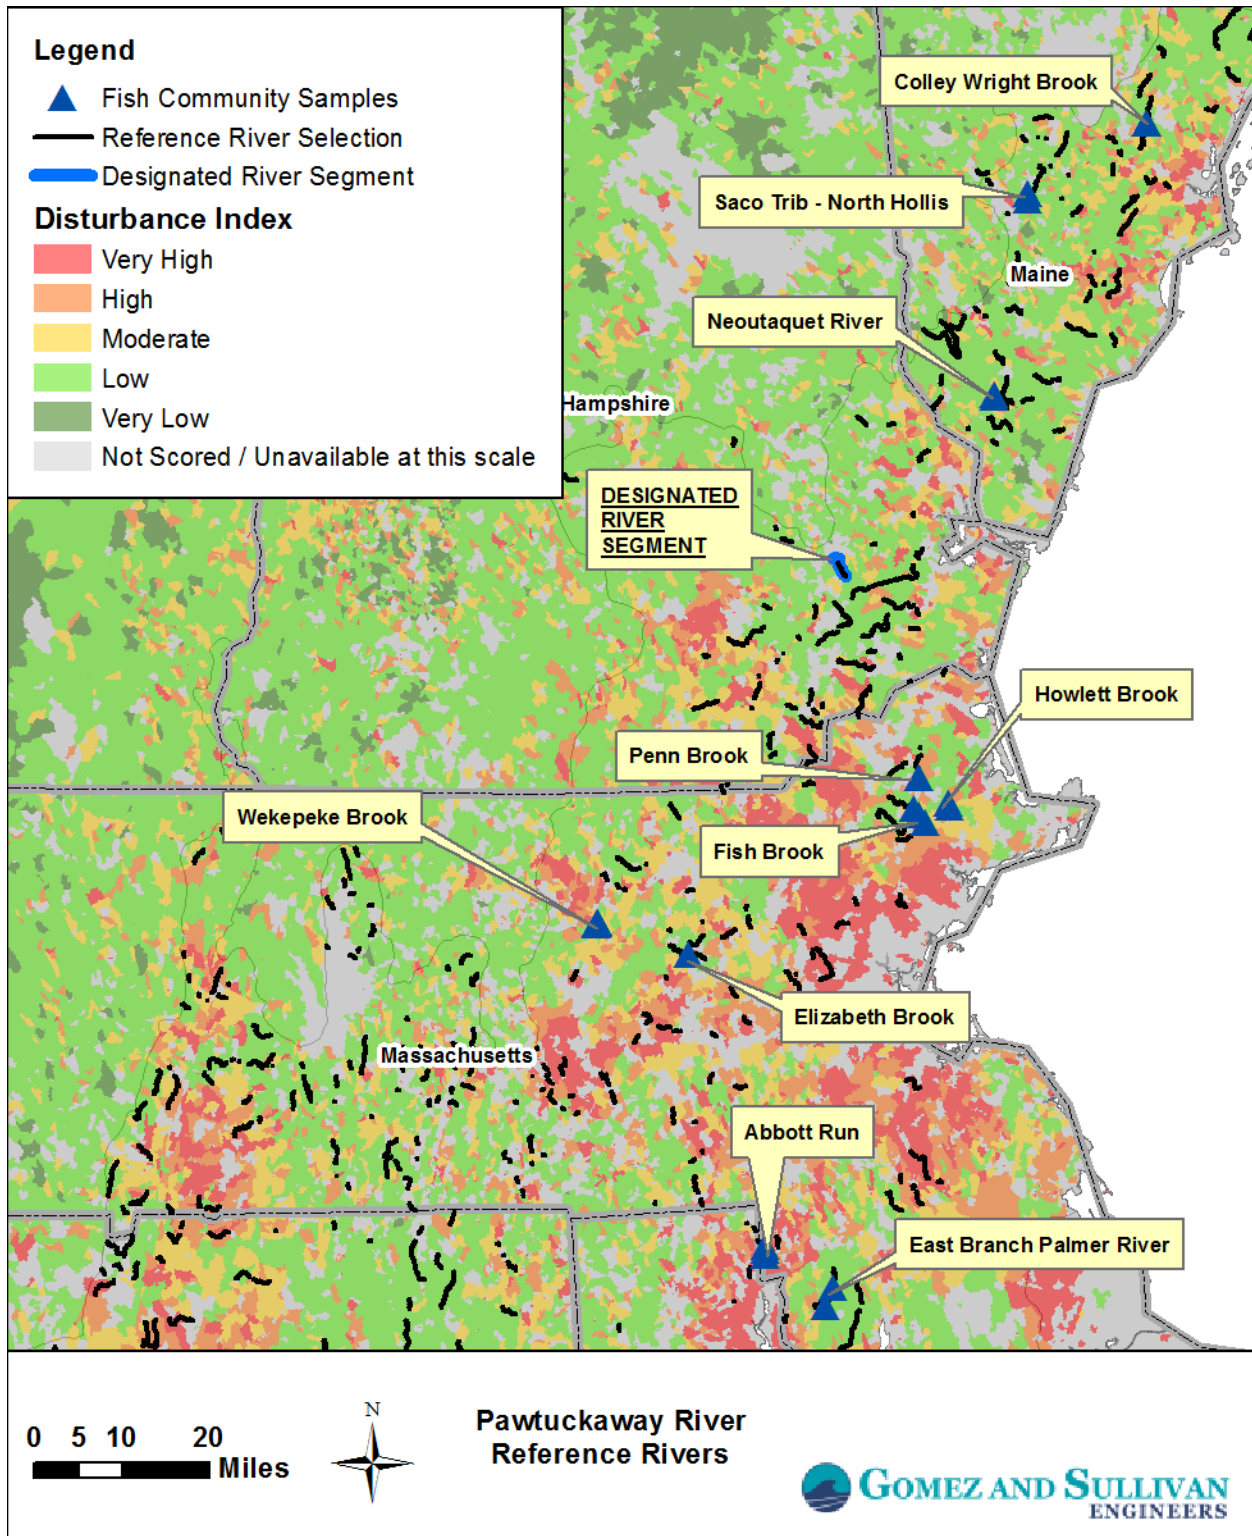 Legend
Fish Community Samples
Reference River Selection
Designated River Segment
Disturbance Index
Very High
High
Moderate
Low
Very Low
Not Scored / Unavailable at this scale
Colley Wright Brook
Saco Trib - North Hollis
Maine
Neoutaquet River
Hampshire
DESIGNATED
RIVER
SEGMENT
Howlett Brook
Penn Brook
Wekepeke Brook
Fish Brook
Elizabeth Brook
Massachusetts
Abbott Run
East Branch Palmer River
0 5 10 20
Miles
N
Pawtuckaway River
Reference Rivers
GOMEZ AND SULLIVAN
ENGINEERS